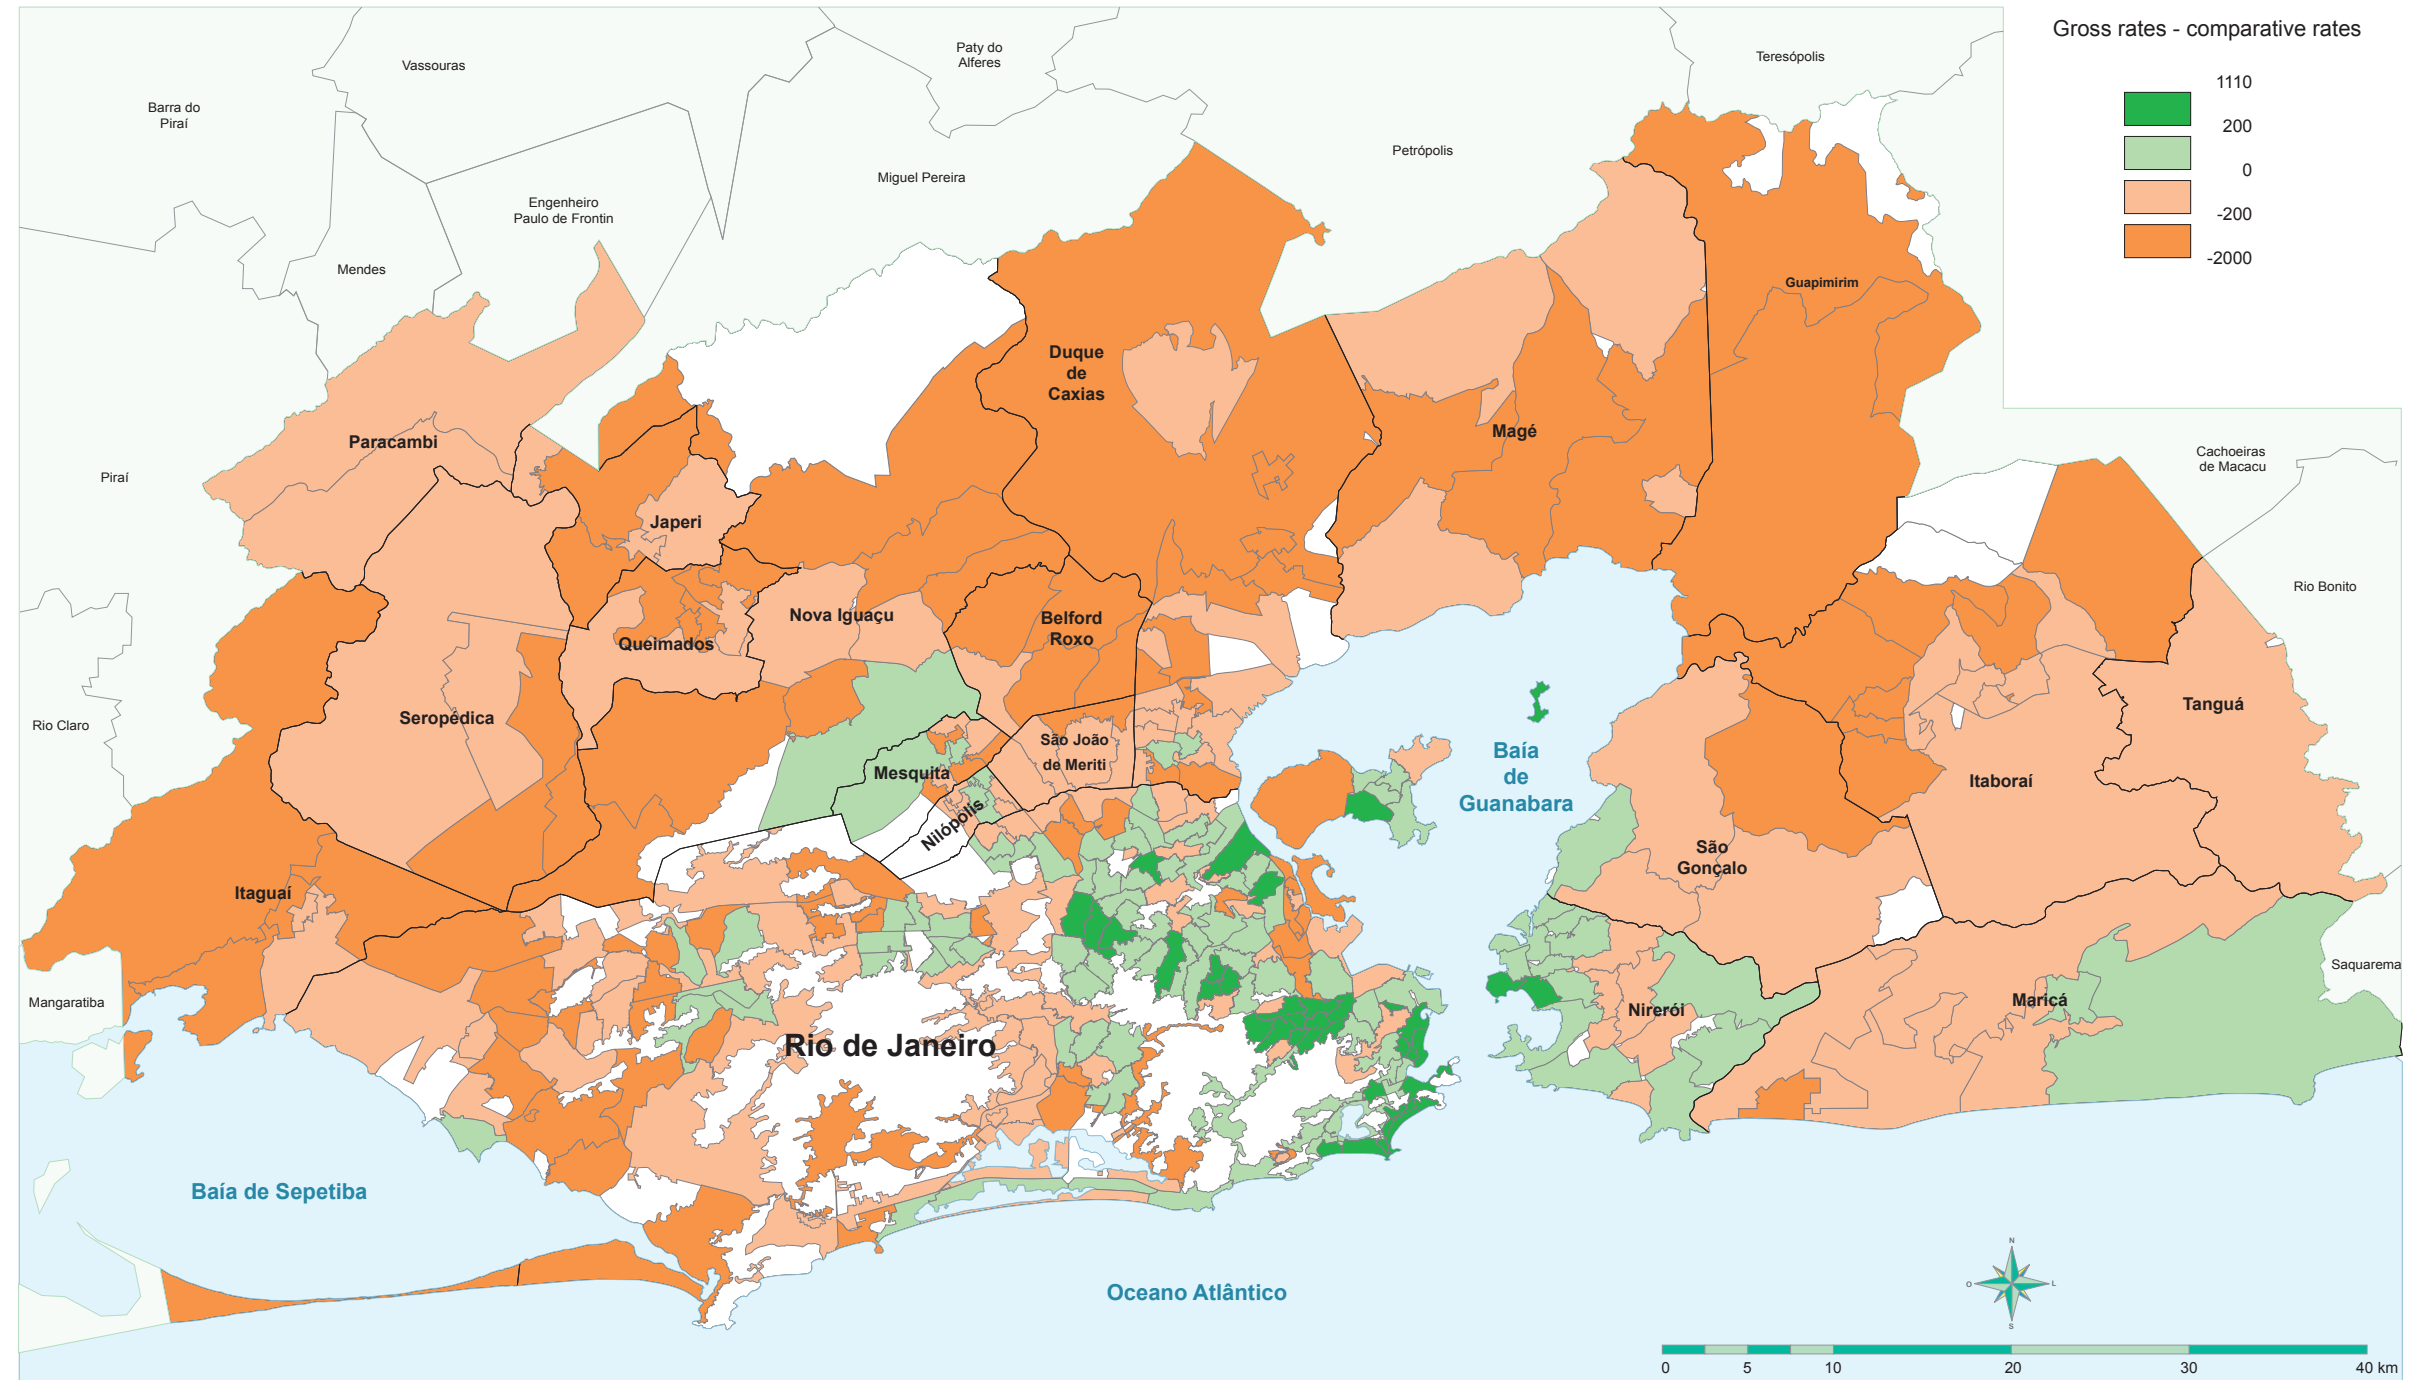 Gross rates - comparative rates
1110
200
0
-200
-2000
Teresópolis
Paty do
Alferes
Vassouras
Barra do
Piraí
Petrópolis
Miguel Pereira
Engenheiro
Paulo de Frontin
Mendes
Guapimirim
Duque
de
Caxias
Magé
Paracambi
Cachoeiras
de Macacu
Piraí
Japeri
Rio Bonito
Nova Iguaçu
Belford
Roxo
Queimados
Seropédica
Tanguá
Rio Claro
São João
de Meriti
Baía
de
Guanabara
Mesquita
Itaboraí
Nilópolis
São
Gonçalo
Itaguaí
Saquarema
Mangaratiba
Maricá
Nirerói
Rio de Janeiro
Baía de Sepetiba
Oceano Atlântico
N
O
L
S
0 5 10 20 30 40 km